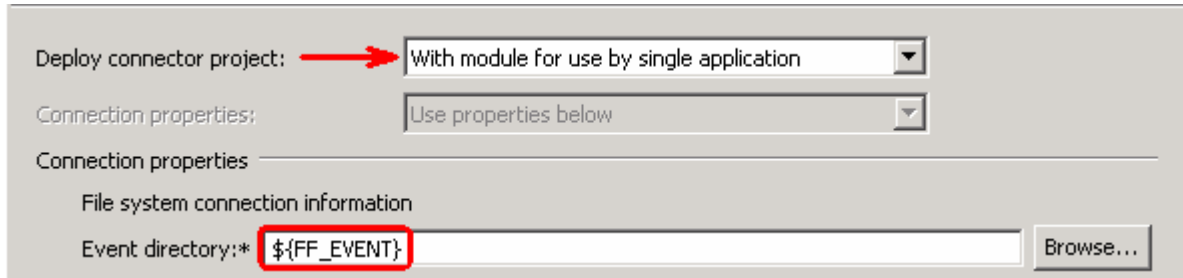 Deploy connector project: With module for use by single application
Connection properties: Use properties below
Connection properties
File system connection information
Event directory:* ${FF_EVENT} Browse...